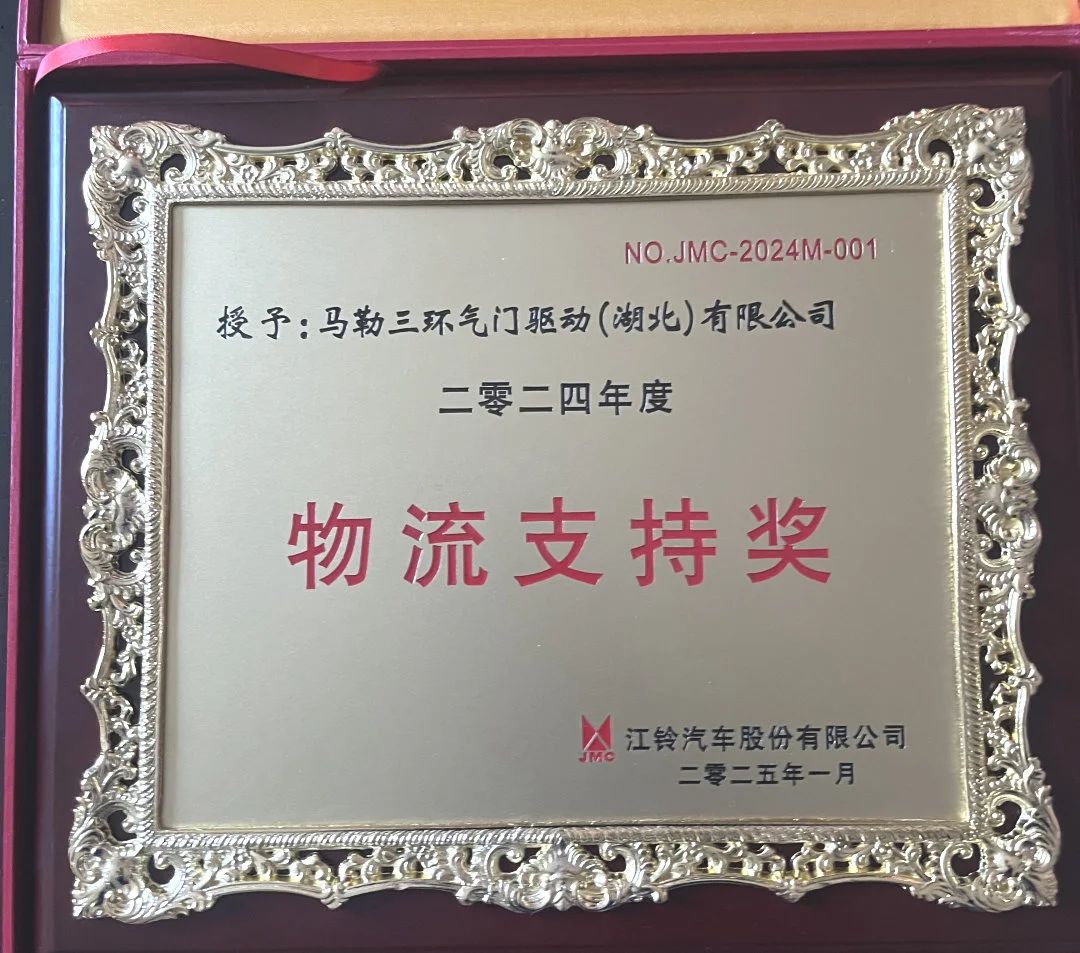 NO.JMC-2024M-001
授予:马勒三环气门驱动(湖北)有限公司
二零二四年度
物流支持奖
JMC
江铃汽车股份有限公司
二零二五年一月